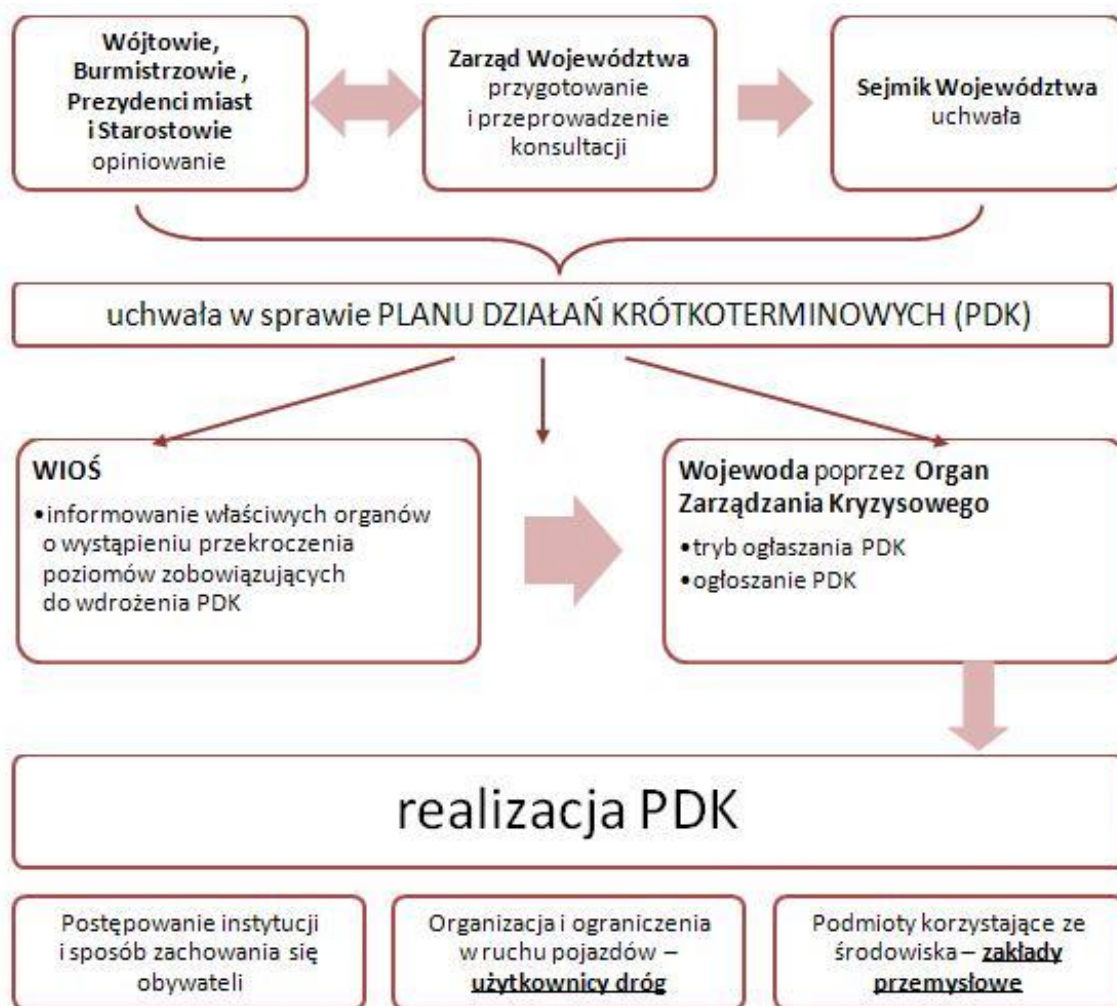 Wójtowie,
Burmistrzowie ,
Prezydenci miast
i Starostowie
opiniowanie
Zarząd Województwa
przygotowanie
i przeprowadzenie
konsultacji
Sejmik Województwa
uchwała
uchwała w sprawie PLANU DZIAŁAŃ KRÓTKOTERMINOWYCH (PDK)
WIOŚ
•informowanie właściwych organów
o wystąpieniu przekroczenia
poziomów zobowiązujących
do wdrożenia PDK
Wojewoda poprzez Organ
Zarządzania Kryzysowego
•tryb ogłaszania PDK
•ogłoszanie PDK
realizacja PDK
Postępowanie instytucji
i sposób zachowania się
obywateli
Organizacja i ograniczenia
w ruchu pojazdów –
użytkownicy dróg
Podmioty korzystające ze
środowiska – zakłady
przemysłowe